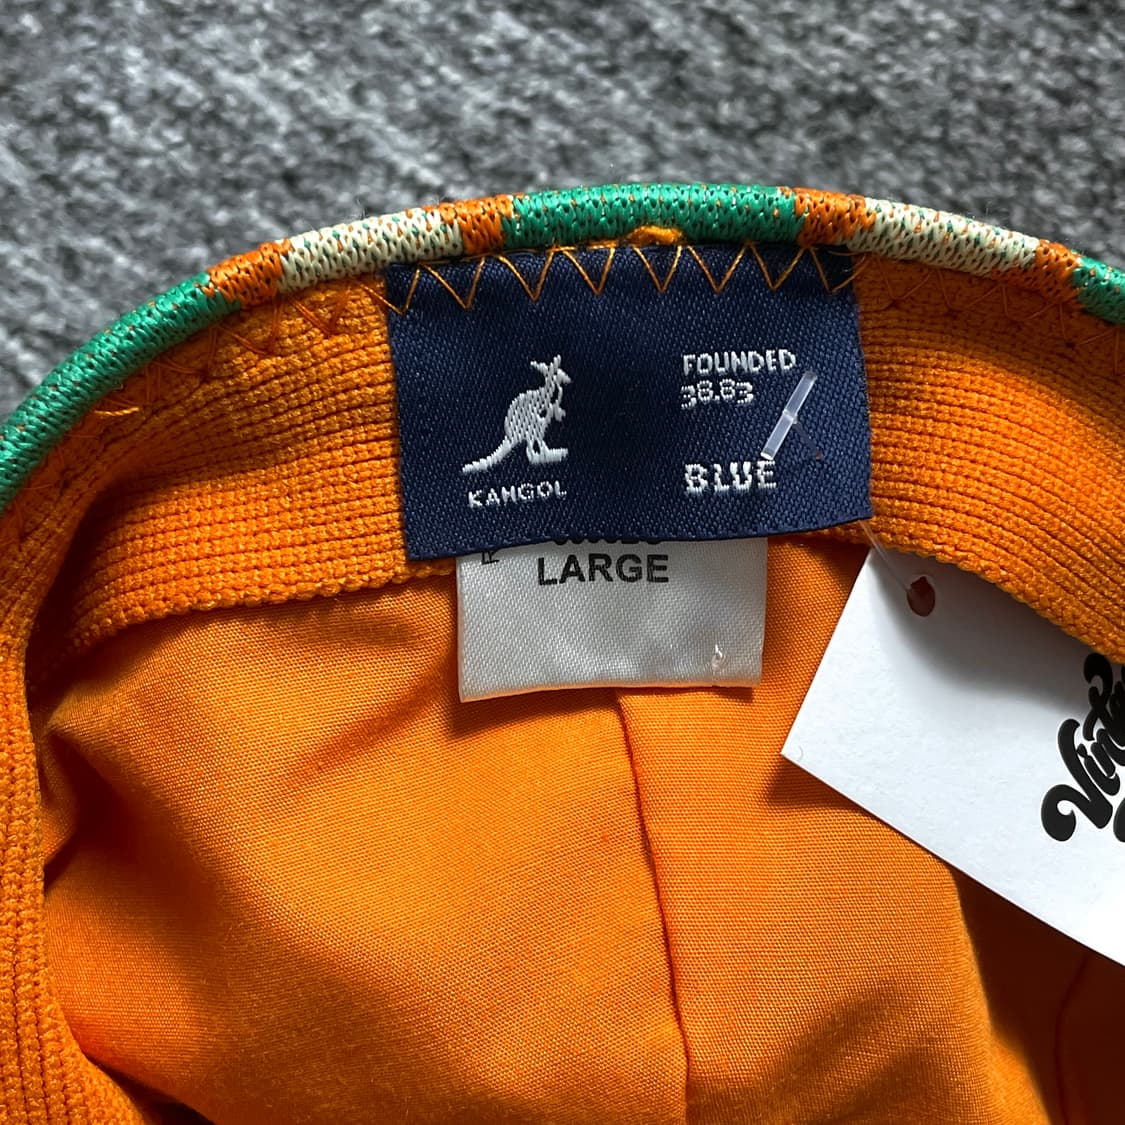 KANGOL
FOUNDED
38.83
BLUE
LARGE